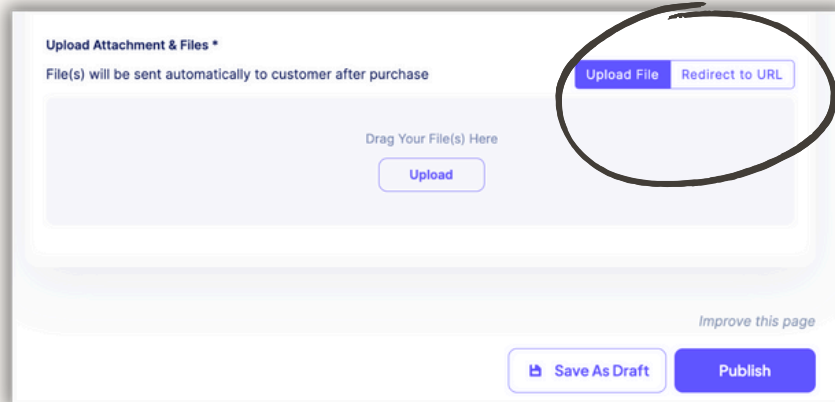 Upload Attachment & Files *
File(s) will be sent automatically to customer after purchase
Upload File
Redirect to URL
Drag Your File(s) Here
Upload
Improve this page
Save As Draft
Publish